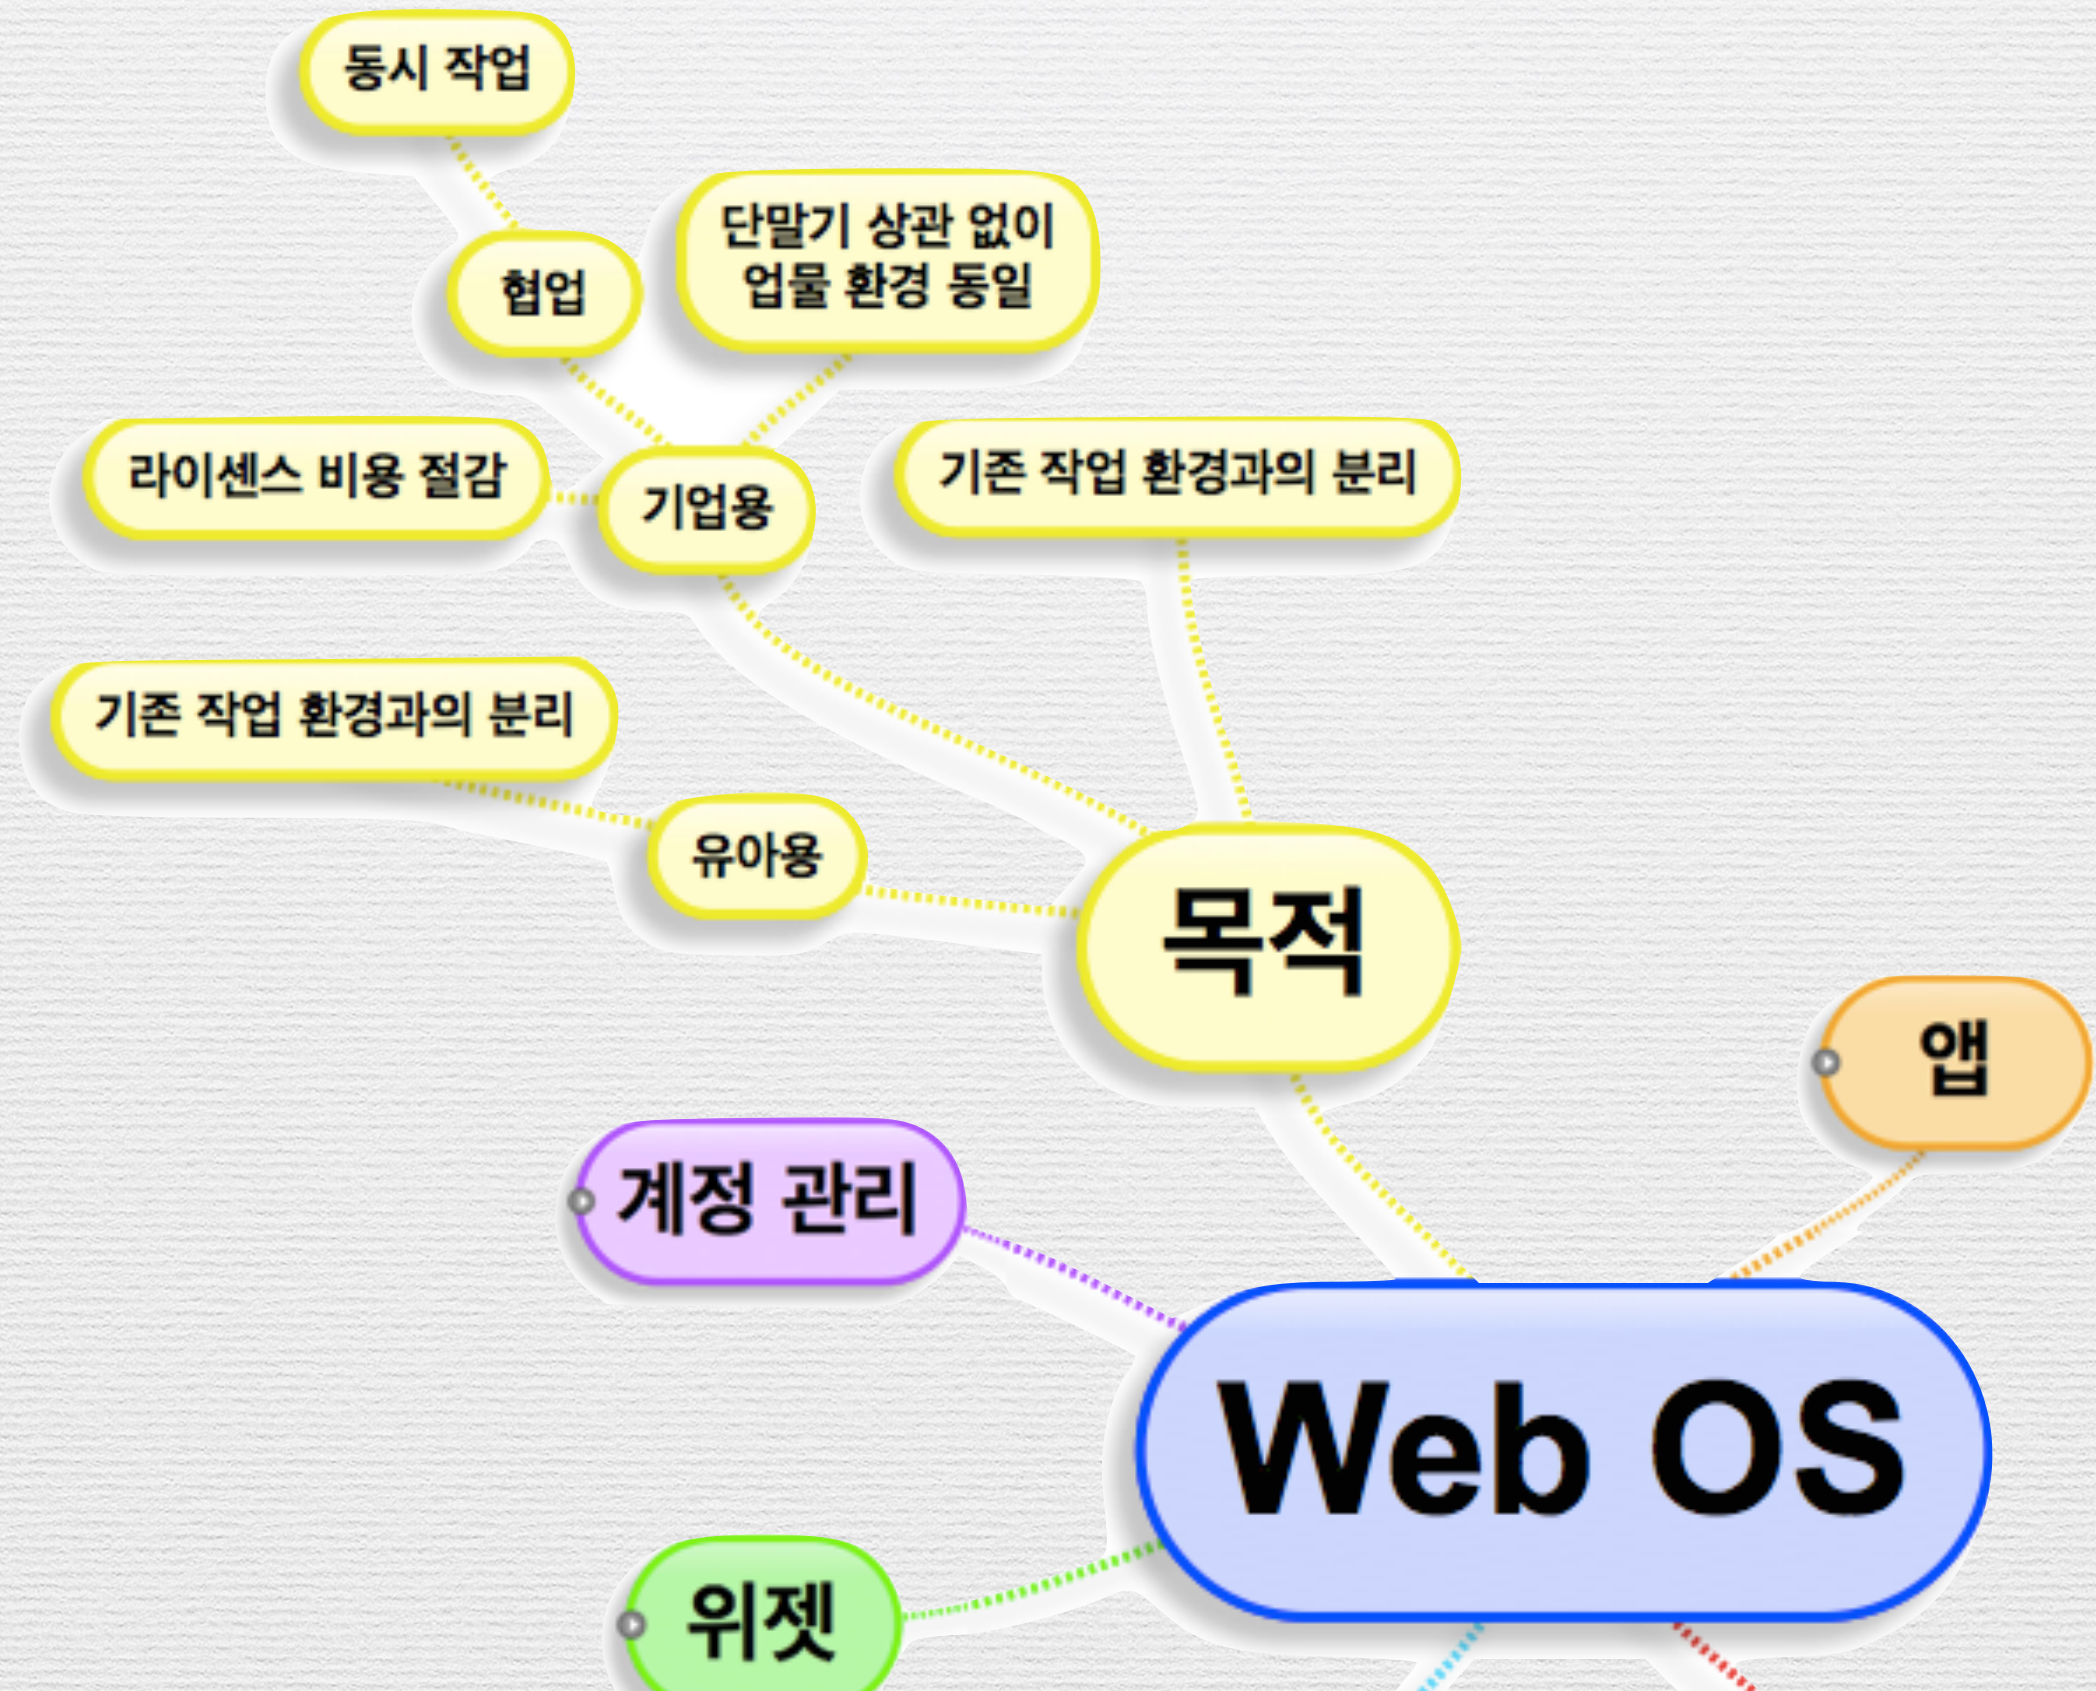 동시 작업
단말기 상관 없이
업물 환경 동일
협업
라이센스 비용 절감
기업용
기존 작업 환경과의 분리
기존 작업 환경과의 분리
유아용
목적
앱
계정 관리
Web OS
위젯